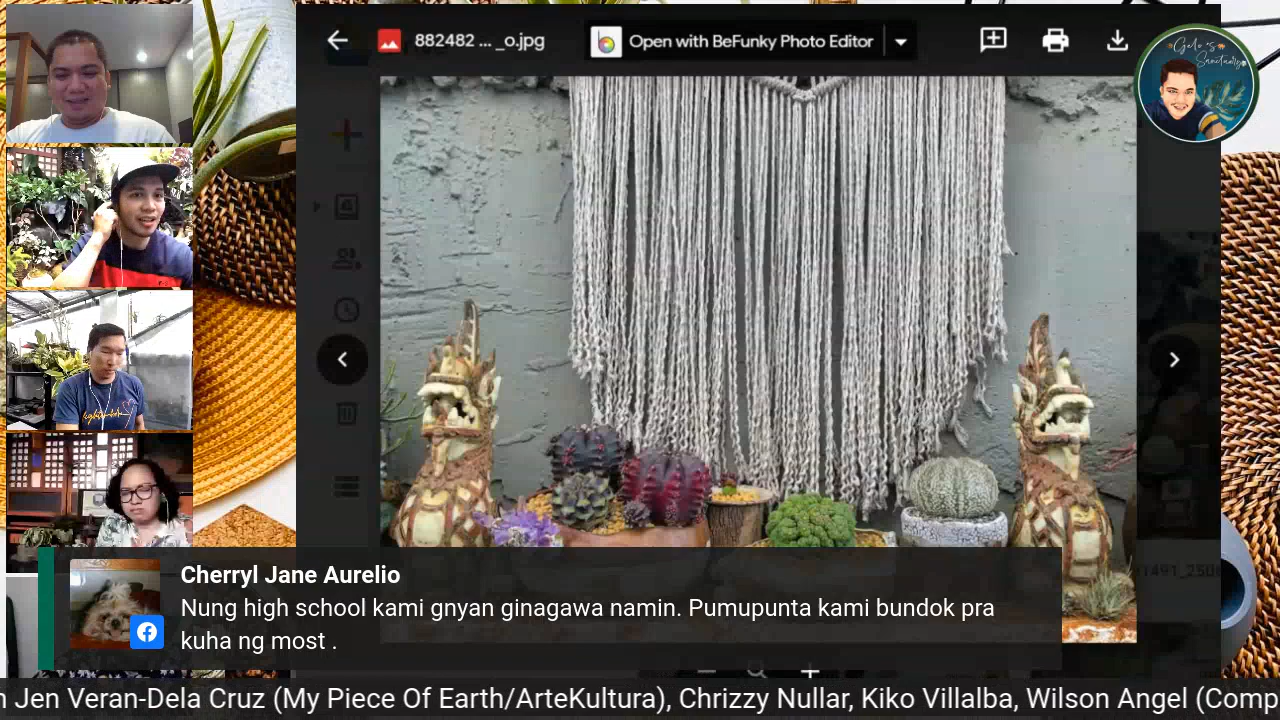 882482 ... _o.jpg
Open with BeFunky Photo Editor
Galo's
Sanctuary
Cherryl Jane Aurelio
Nung high school kami gnyan ginagawa namin. Pumupunta kami bundok pra
kuha ng most .
n Jen Veran-Dela Cruz (My Piece Of Earth/ArteKultura), Chrizzy Nullar, Kiko Villalba, Wilson Angel (Comp